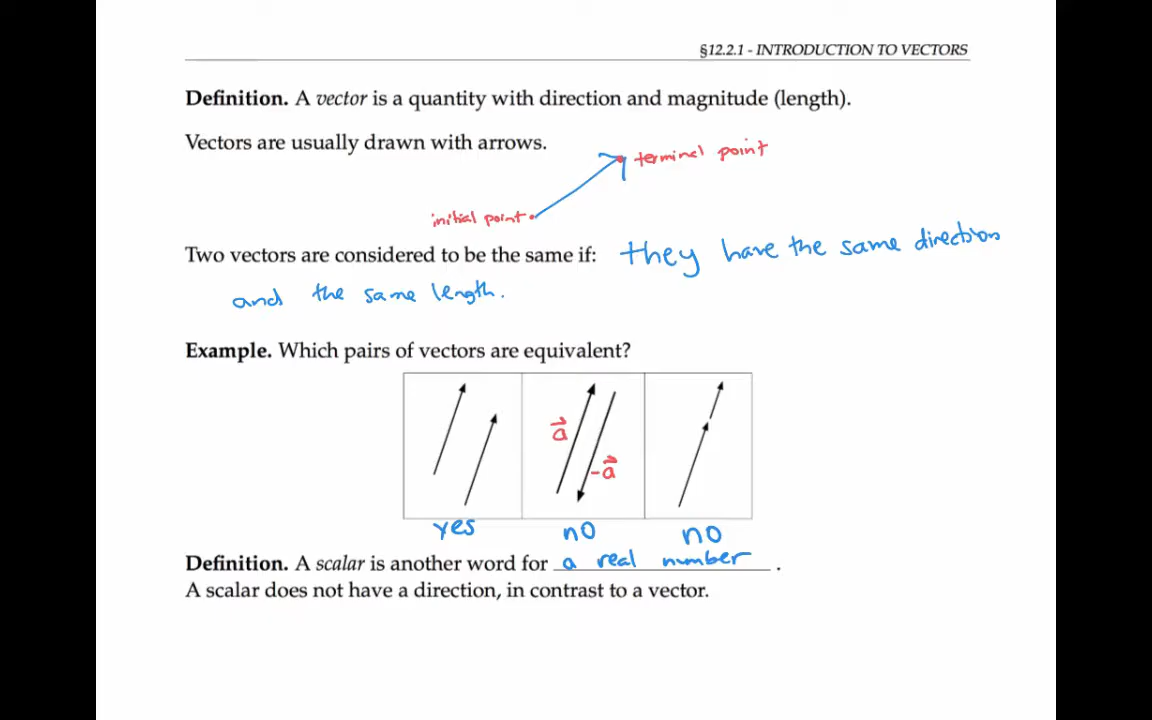 §12.2.1 - INTRODUCTION TO VECTORS
Definition. A vector is a quantity with direction and magnitude (length).
Vectors are usually drawn with arrows.
terminal point
initial point
Two vectors are considered to be the same if: they have the same direction
and the same length.
Example. Which pairs of vectors are equivalent?
a⃗
-a⃗
yes no no
Definition. A scalar is another word for a real number .
A scalar does not have a direction, in contrast to a vector.